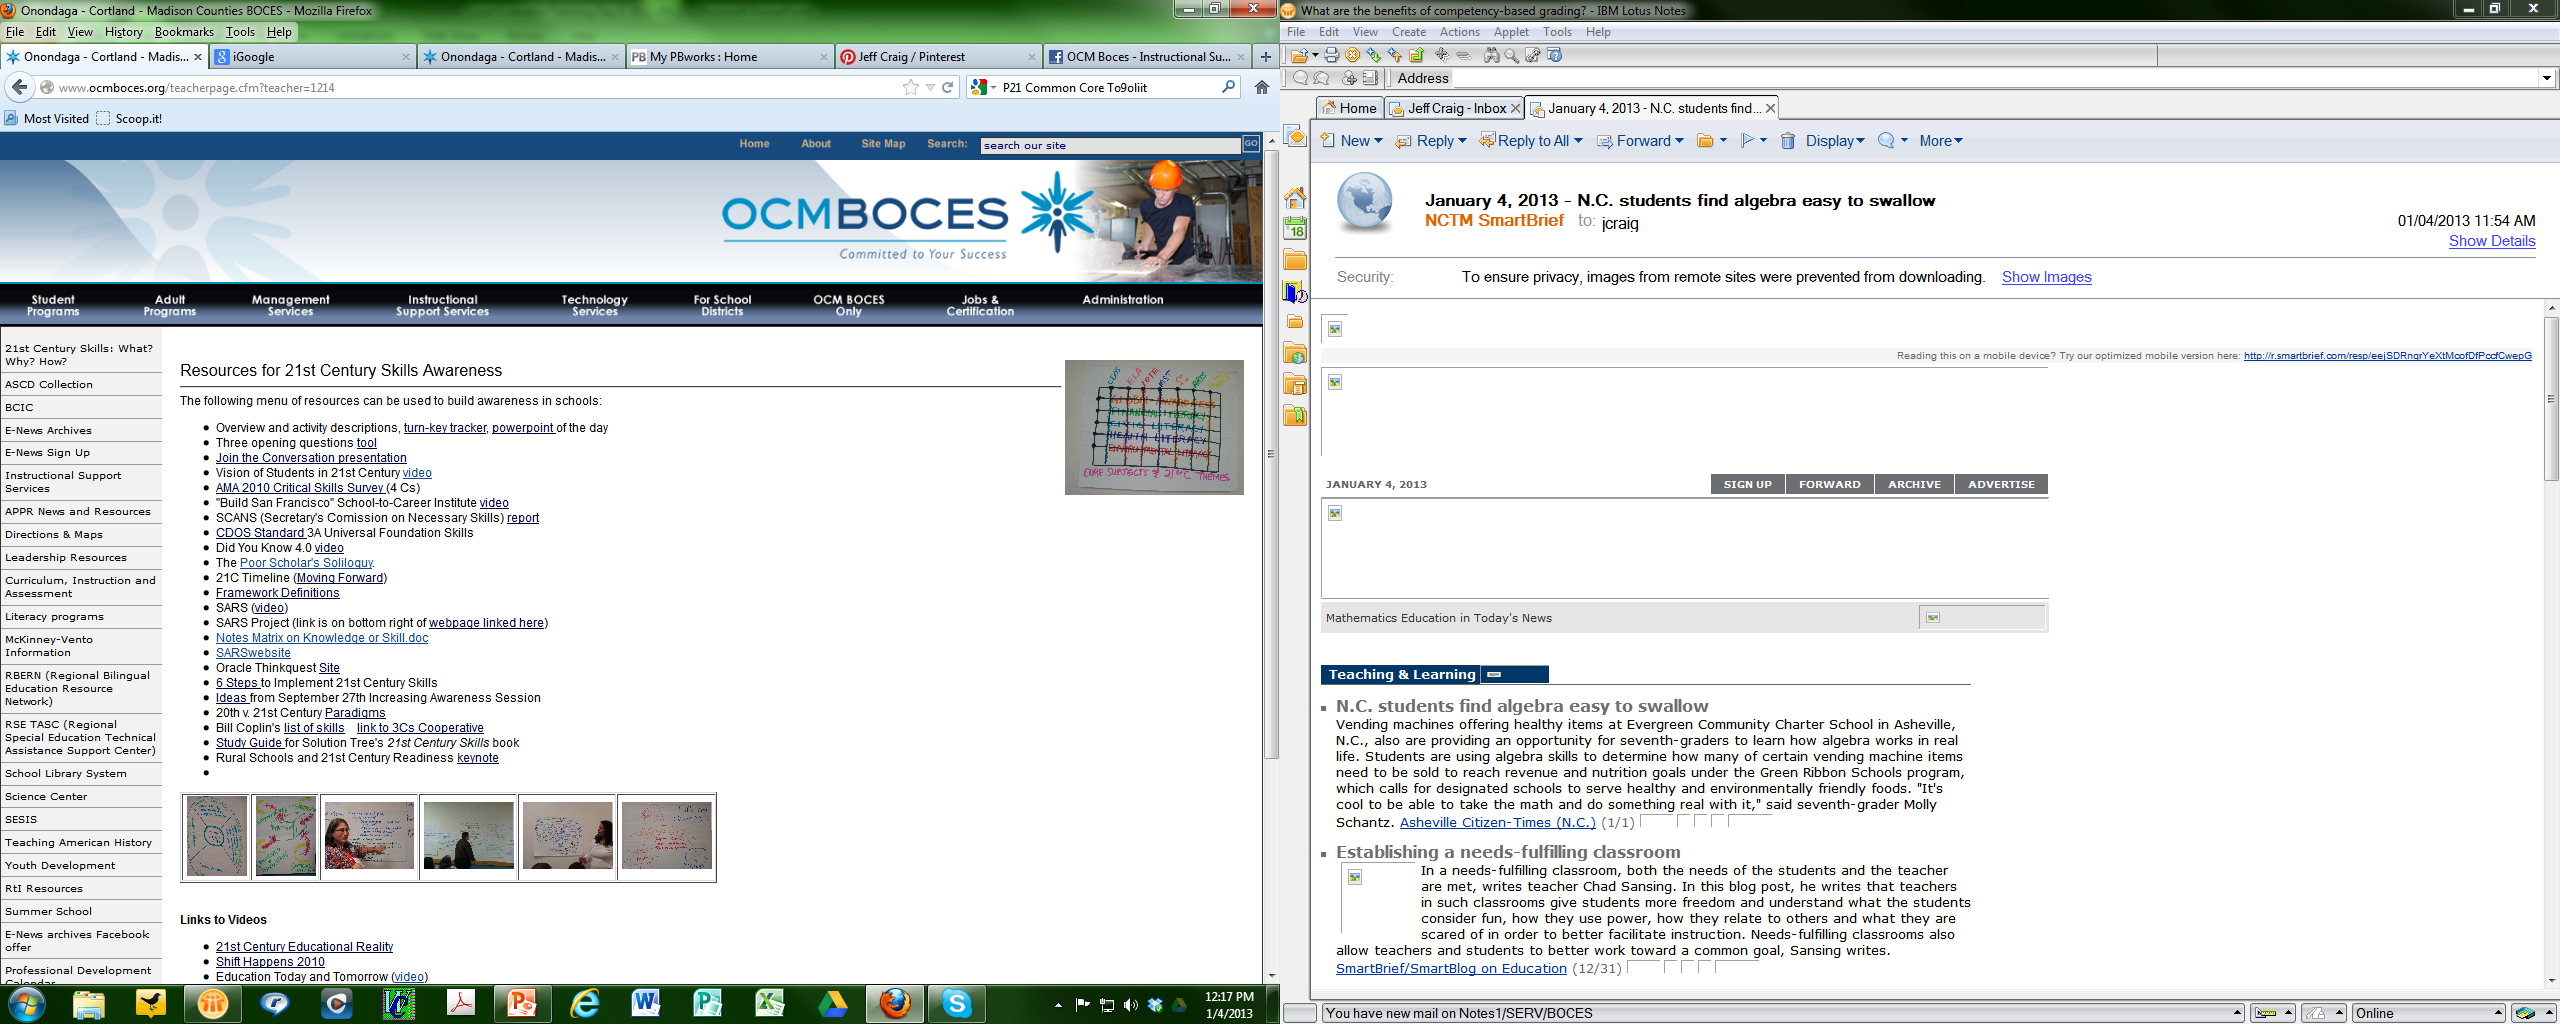 Onondaga - Cortland - Madison Counties BOCES - Mozilla Firefox
File Edit View History Bookmarks Tools Help
Onondaga - Cortland - Madis...
iGoogle
Onondaga - Cortland - Madis...
PB My PBworks : Home
Jeff Craig / Pinterest
OCM Boces - Instructional Su...
www.ocmboces.org/teacherpage.cfm?teacher=1214
P21 Common Core To9oliit
Most Visited Scoop.it!
Home About Site Map Search: search our site GO
OCMBOCES
Committed to Your Success
Student Programs
Adult Programs
Management Services
Instructional Support Services
Technology Services
For School Districts
OCM BOCES Only
Jobs & Certification
Administration
21st Century Skills: What?
Why? How?
ASCD Collection
BCIC
E-News Archives
E-News Sign Up
Instructional Support
Services
APPR News and Resources
Directions & Maps
Leadership Resources
Curriculum, Instruction and
Assessment
Literacy programs
McKinney-Vento
Information
RBERN (Regional Bilingual
Education Resource
Network)
RSE TASC (Regional
Special Education Technical
Assistance Support Center)
School Library System
Science Center
SESIS
Teaching American History
Youth Development
RtI Resources
Summer School
E-News archives Facebook
offer
Professional Development
Resources for 21st Century Skills Awareness
The following menu of resources can be used to build awareness in schools:
Overview and activity descriptions, turn-key tracker, powerpoint of the day
Three opening questions tool
Join the Conversation presentation
Vision of Students in 21st Century video
AMA 2010 Critical Skills Survey (4 Cs)
"Build San Francisco" School-to-Career Institute video
SCANS (Secretary's Comission on Necessary Skills) report
CDOS Standard 3A Universal Foundation Skills
Did You Know 4.0 video
The Poor Scholar's Soliloquy.
21C Timeline (Moving Forward)
Framework Definitions
SARS (video)
SARS Project (link is on bottom right of webpage linked here)
Notes Matrix on Knowledge or Skill.doc
SARSwebsite
Oracle Thinkquest Site
6 Steps to Implement 21st Century Skills
Ideas from September 27th Increasing Awareness Session
20th v. 21st Century Paradigms
Bill Coplin's list of skills link to 3Cs Cooperative
Study Guide for Solution Tree's 21st Century Skills book
Rural Schools and 21st Century Readiness keynote
CDOS ELA LOTE MST ARTS
GLOBAL AWARENESS
FINANCIAL LITERACY
CIVIC LITERACY
HEALTH LITERACY
ENVIRONMENTAL LITERACY
CORE SUBJECTS & 21st C THEMES
Links to Videos
21st Century Educational Reality
Shift Happens 2010
Education Today and Tomorrow (video)
12:17 PM
1/4/2013
What are the benefits of competency-based grading? - IBM Lotus Notes
File Edit View Create Actions Applet Tools Help
Address
Home
Jeff Craig - Inbox
January 4, 2013 - N.C. students find...
New Reply Reply to All Forward Display More
January 4, 2013 - N.C. students find algebra easy to swallow
NCTM SmartBrief to: jcraig
01/04/2013 11:54 AM
Show Details
Security: To ensure privacy, images from remote sites were prevented from downloading. Show Images
Reading this on a mobile device? Try our optimized mobile version here: http://r.smartbrief.com/resp/eejSDRnqrYeXtMcofDfPccfCwepG
JANUARY 4, 2013
SIGN UP FORWARD ARCHIVE ADVERTISE
Mathematics Education in Today's News
Teaching & Learning
N.C. students find algebra easy to swallow
Vending machines offering healthy items at Evergreen Community Charter School in Asheville,
N.C., also are providing an opportunity for seventh-graders to learn how algebra works in real
life. Students are using algebra skills to determine how many of certain vending machine items
need to be sold to reach revenue and nutrition goals under the Green Ribbon Schools program,
which calls for designated schools to serve healthy and environmentally friendly foods. "It's
cool to be able to take the math and do something real with it," said seventh-grader Molly
Schantz. Asheville Citizen-Times (N.C.) (1/1)
Establishing a needs-fulfilling classroom
In a needs-fulfilling classroom, both the needs of the students and the teacher
are met, writes teacher Chad Sansing. In this blog post, he writes that teachers
in such classrooms give students more freedom and understand what the students
consider fun, how they use power, how they relate to others and what they are
scared of in order to better facilitate instruction. Needs-fulfilling classrooms also
allow teachers and students to better work toward a common goal, Sansing writes.
SmartBrief/SmartBlog on Education (12/31)
You have new mail on Notes1/SERV/BOCES
Online